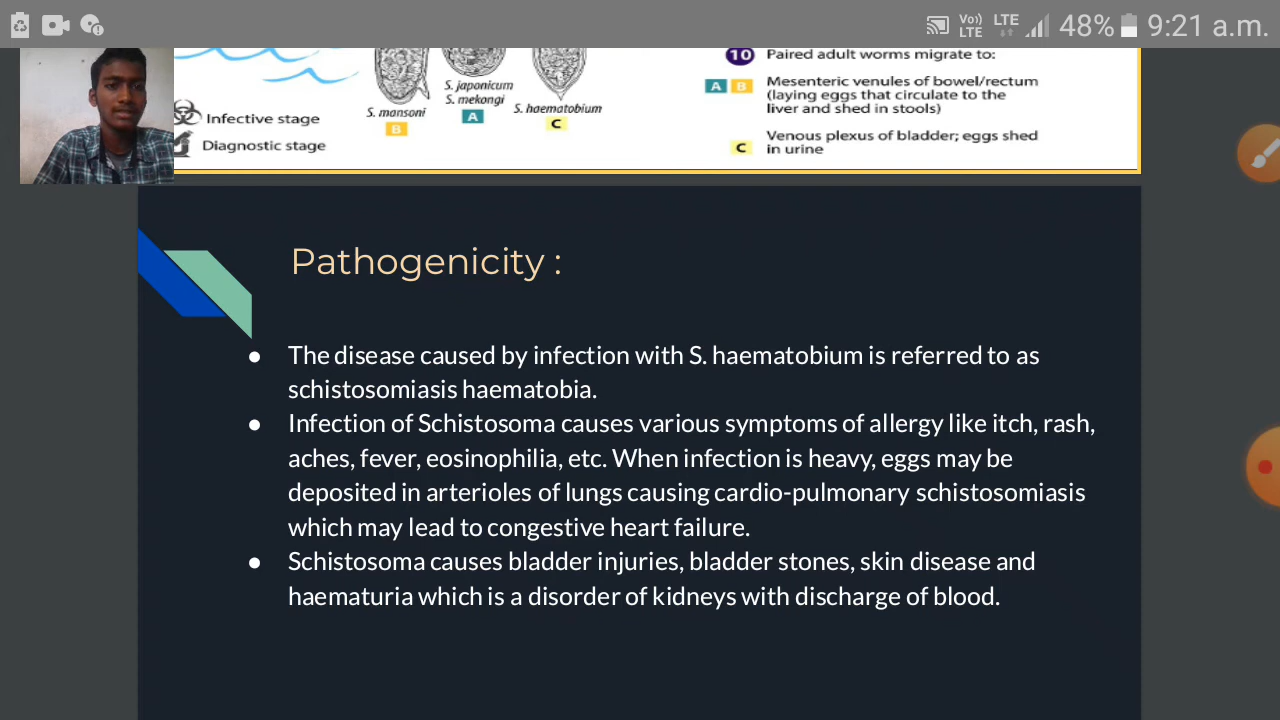 Vo)) LTE LTE 48% 9:21 a.m.
10 Paired adult worms migrate to:
A B Mesenteric venules of bowel/rectum
(laying eggs that circulate to the
liver and shed in stools)
C Venous plexus of bladder; eggs shed
in urine
S. japonicum
S. mekongi
A
S. mansoni
B
S. haematobium
C
Infective stage
Diagnostic stage
Pathogenicity :
● The disease caused by infection with S. haematobium is referred to as
schistosomiasis haematobia.
● Infection of Schistosoma causes various symptoms of allergy like itch, rash,
aches, fever, eosinophilia, etc. When infection is heavy, eggs may be
deposited in arterioles of lungs causing cardio-pulmonary schistosomiasis
which may lead to congestive heart failure.
● Schistosoma causes bladder injuries, bladder stones, skin disease and
haematuria which is a disorder of kidneys with discharge of blood.